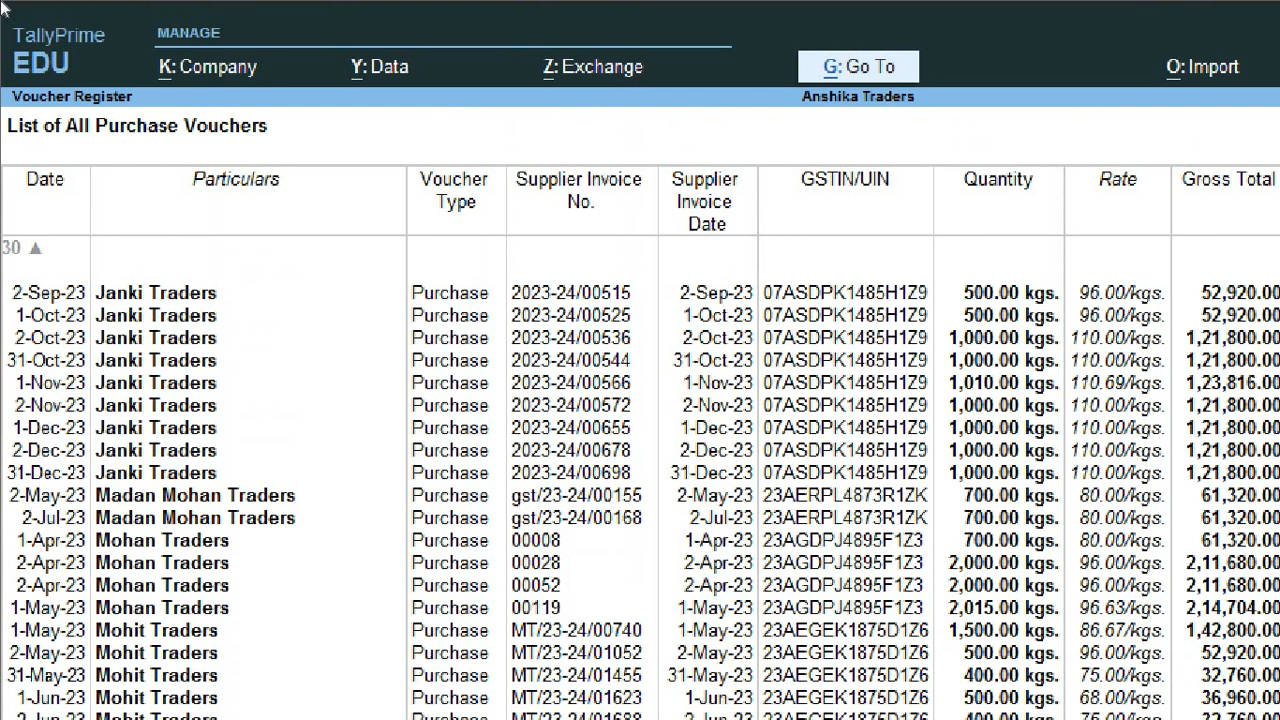 TallyPrime
EDU
MANAGE
K: Company Y: Data Z: Exchange G: Go To O: Import
Voucher Register Anshika Traders
List of All Purchase Vouchers
Date Particulars Voucher Type Supplier Invoice No. Supplier Invoice Date GSTIN/UIN Quantity Rate Gross Total
30 ▲
2-Sep-23 Janki Traders Purchase 2023-24/00515 2-Sep-23 07ASDPK1485H1Z9 500.00 kgs. 96.00/kgs. 52,920.00
1-Oct-23 Janki Traders Purchase 2023-24/00525 1-Oct-23 07ASDPK1485H1Z9 500.00 kgs. 96.00/kgs. 52,920.00
2-Oct-23 Janki Traders Purchase 2023-24/00536 2-Oct-23 07ASDPK1485H1Z9 1,000.00 kgs. 110.00/kgs. 1,21,800.00
31-Oct-23 Janki Traders Purchase 2023-24/00544 31-Oct-23 07ASDPK1485H1Z9 1,000.00 kgs. 110.00/kgs. 1,21,800.00
1-Nov-23 Janki Traders Purchase 2023-24/00566 1-Nov-23 07ASDPK1485H1Z9 1,010.00 kgs. 110.69/kgs. 1,23,816.00
2-Nov-23 Janki Traders Purchase 2023-24/00572 2-Nov-23 07ASDPK1485H1Z9 1,000.00 kgs. 110.00/kgs. 1,21,800.00
1-Dec-23 Janki Traders Purchase 2023-24/00655 1-Dec-23 07ASDPK1485H1Z9 1,000.00 kgs. 110.00/kgs. 1,21,800.00
2-Dec-23 Janki Traders Purchase 2023-24/00678 2-Dec-23 07ASDPK1485H1Z9 1,000.00 kgs. 110.00/kgs. 1,21,800.00
31-Dec-23 Janki Traders Purchase 2023-24/00698 31-Dec-23 07ASDPK1485H1Z9 1,000.00 kgs. 110.00/kgs. 1,21,800.00
2-May-23 Madan Mohan Traders Purchase gst/23-24/00155 2-May-23 23AERPL4873R1ZK 700.00 kgs. 80.00/kgs. 61,320.00
2-Jul-23 Madan Mohan Traders Purchase gst/23-24/00168 2-Jul-23 23AERPL4873R1ZK 700.00 kgs. 80.00/kgs. 61,320.00
1-Apr-23 Mohan Traders Purchase 00008 1-Apr-23 23AGDPJ4895F1Z3 700.00 kgs. 80.00/kgs. 61,320.00
2-Apr-23 Mohan Traders Purchase 00028 2-Apr-23 23AGDPJ4895F1Z3 2,000.00 kgs. 96.00/kgs. 2,11,680.00
2-Apr-23 Mohan Traders Purchase 00052 2-Apr-23 23AGDPJ4895F1Z3 2,000.00 kgs. 96.00/kgs. 2,11,680.00
1-May-23 Mohan Traders Purchase 00119 1-May-23 23AGDPJ4895F1Z3 2,015.00 kgs. 96.63/kgs. 2,14,704.00
1-May-23 Mohit Traders Purchase MT/23-24/00740 1-May-23 23AEGEK1875D1Z6 1,500.00 kgs. 86.67/kgs. 1,42,800.00
2-May-23 Mohit Traders Purchase MT/23-24/01052 2-May-23 23AEGEK1875D1Z6 500.00 kgs. 96.00/kgs. 52,920.00
31-May-23 Mohit Traders Purchase MT/23-24/01455 31-May-23 23AEGEK1875D1Z6 400.00 kgs. 75.00/kgs. 32,760.00
1-Jun-23 Mohit Traders Purchase MT/23-24/01623 1-Jun-23 23AEGEK1875D1Z6 500.00 kgs. 68.00/kgs. 36,960.00